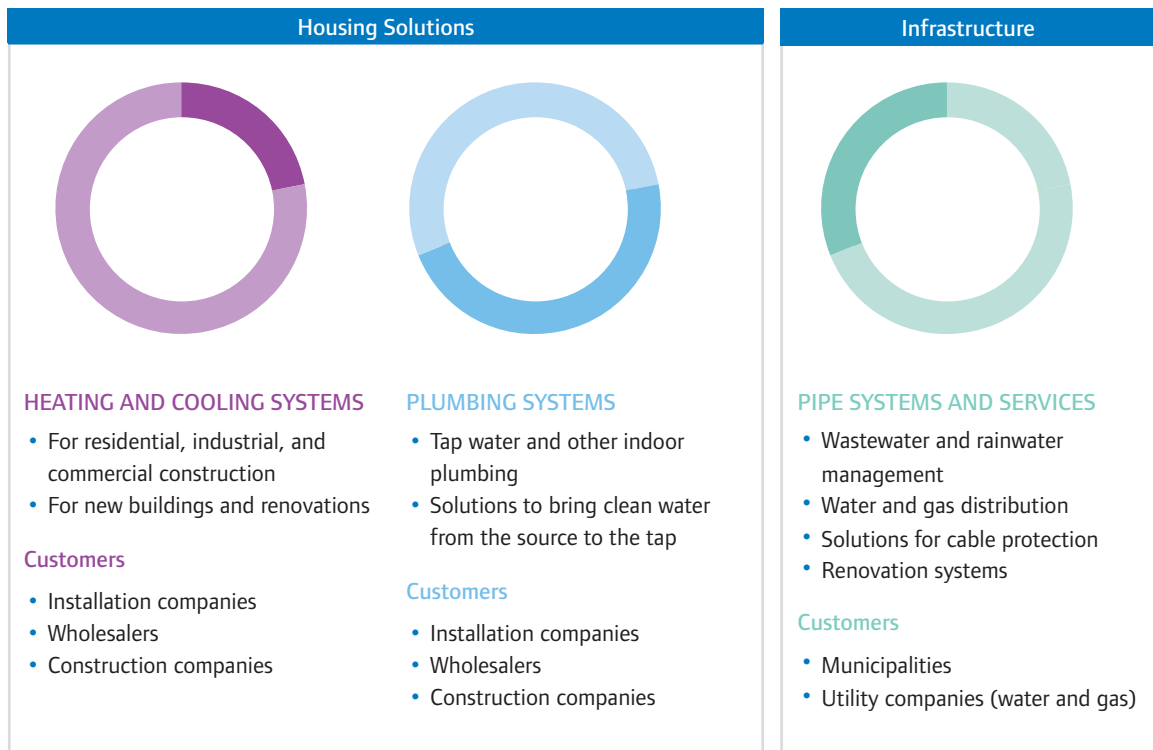 Housing Solutions
HEATING AND COOLING SYSTEMS
• For residential, industrial, and
commercial construction
• For new buildings and renovations
Customers
• Installation companies
• Wholesalers
• Construction companies
PLUMBING SYSTEMS
• Tap water and other indoor
plumbing
• Solutions to bring clean water
from the source to the tap
Customers
• Installation companies
• Wholesalers
• Construction companies
Infrastructure
PIPE SYSTEMS AND SERVICES
• Wastewater and rainwater
management
• Water and gas distribution
• Solutions for cable protection
• Renovation systems
Customers
• Municipalities
• Utility companies (water and gas)